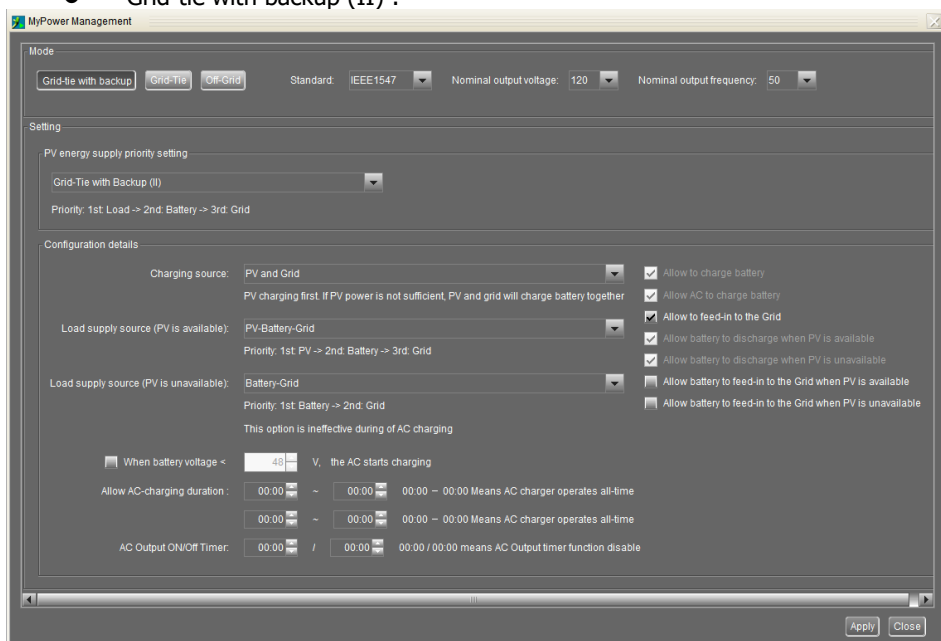 Grid-tie with backup (II) :
MyPower Management
Mode
Grid-tie with backup Grid-Tie Off-Grid Standard: IEEE1547 Nominal output voltage: 120 Nominal output frequency: 50
Setting
PV energy supply priority setting
Grid-Tie with Backup (II)
Priority: 1st: Load -> 2nd: Battery -> 3rd: Grid
Configuration details
Charging source: PV and Grid
PV charging first. If PV power is not sufficient, PV and grid will charge battery together
Load supply source (PV is available): PV-Battery-Grid
Priority: 1st: PV -> 2nd: Battery -> 3rd: Grid
Load supply source (PV is unavailable): Battery-Grid
Priority: 1st: Battery -> 2nd: Grid
This option is ineffective during of AC charging
Allow to charge battery
Allow AC to charge battery
Allow to feed-in to the Grid
Allow battery to discharge when PV is available
Allow battery to discharge when PV is unavailable
Allow battery to feed-in to the Grid when PV is available
Allow battery to feed-in to the Grid when PV is unavailable
When battery voltage < 48 V, the AC starts charging
Allow AC-charging duration : 00:00 ~ 00:00 00:00 – 00:00 Means AC charger operates all-time
00:00 ~ 00:00 00:00 – 00:00 Means AC charger operates all-time
AC Output ON/Off Timer: 00:00 / 00:00 00:00 / 00:00 means AC Output timer function disable
Apply Close